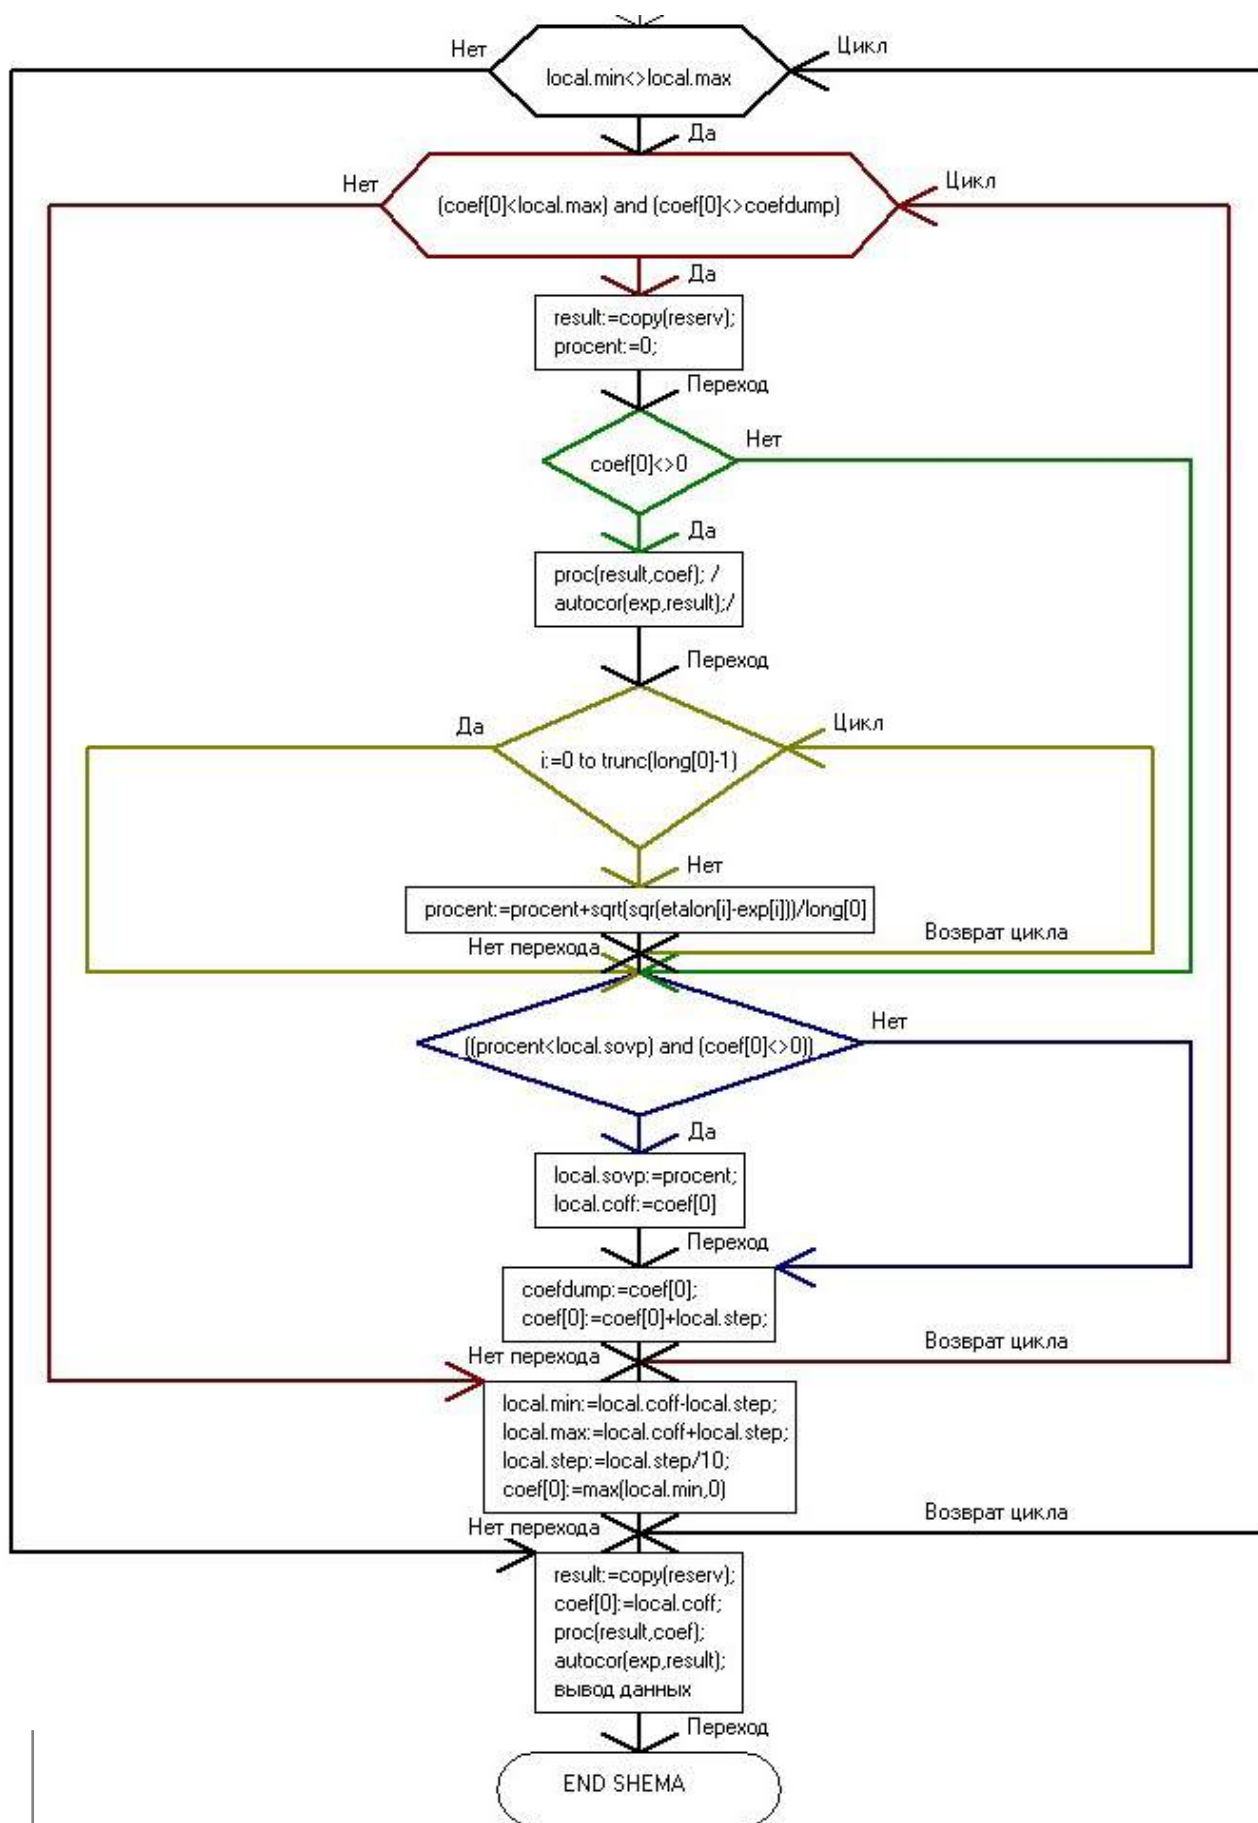 Нет
Цикл
local.min<>local.max
Да
Нет
Цикл
(coef[0]<local.max) and (coef[0]<>coefdump)
Да
result:=copy(reserv);
procent:=0;
Переход
Нет
coef[0]<>0
Да
proc(result,coef); /
autocor(exp,result);/
Переход
Да
Цикл
i:=0 to trunc(long[0]-1)
Нет
procent:=procent+sqrt(sqr(etalon[i]-exp[i]))/long[0]
Нет перехода
Возврат цикла
Нет
((procent<local.sovp) and (coef[0]<>0))
Да
local.sovp:=procent;
local.coff:=coef[0]
Переход
coefdump:=coef[0];
coef[0]:=coef[0]+local.step;
Нет перехода
Возврат цикла
local.min:=local.coff-local.step;
local.max:=local.coff+local.step;
local.step:=local.step/10;
coef[0]:=max(local.min,0)
Нет перехода
Возврат цикла
result:=copy(reserv);
coef[0]:=local.coff;
proc(result,coef);
autocor(exp,result);
вывод данных
Переход
END SHEMA